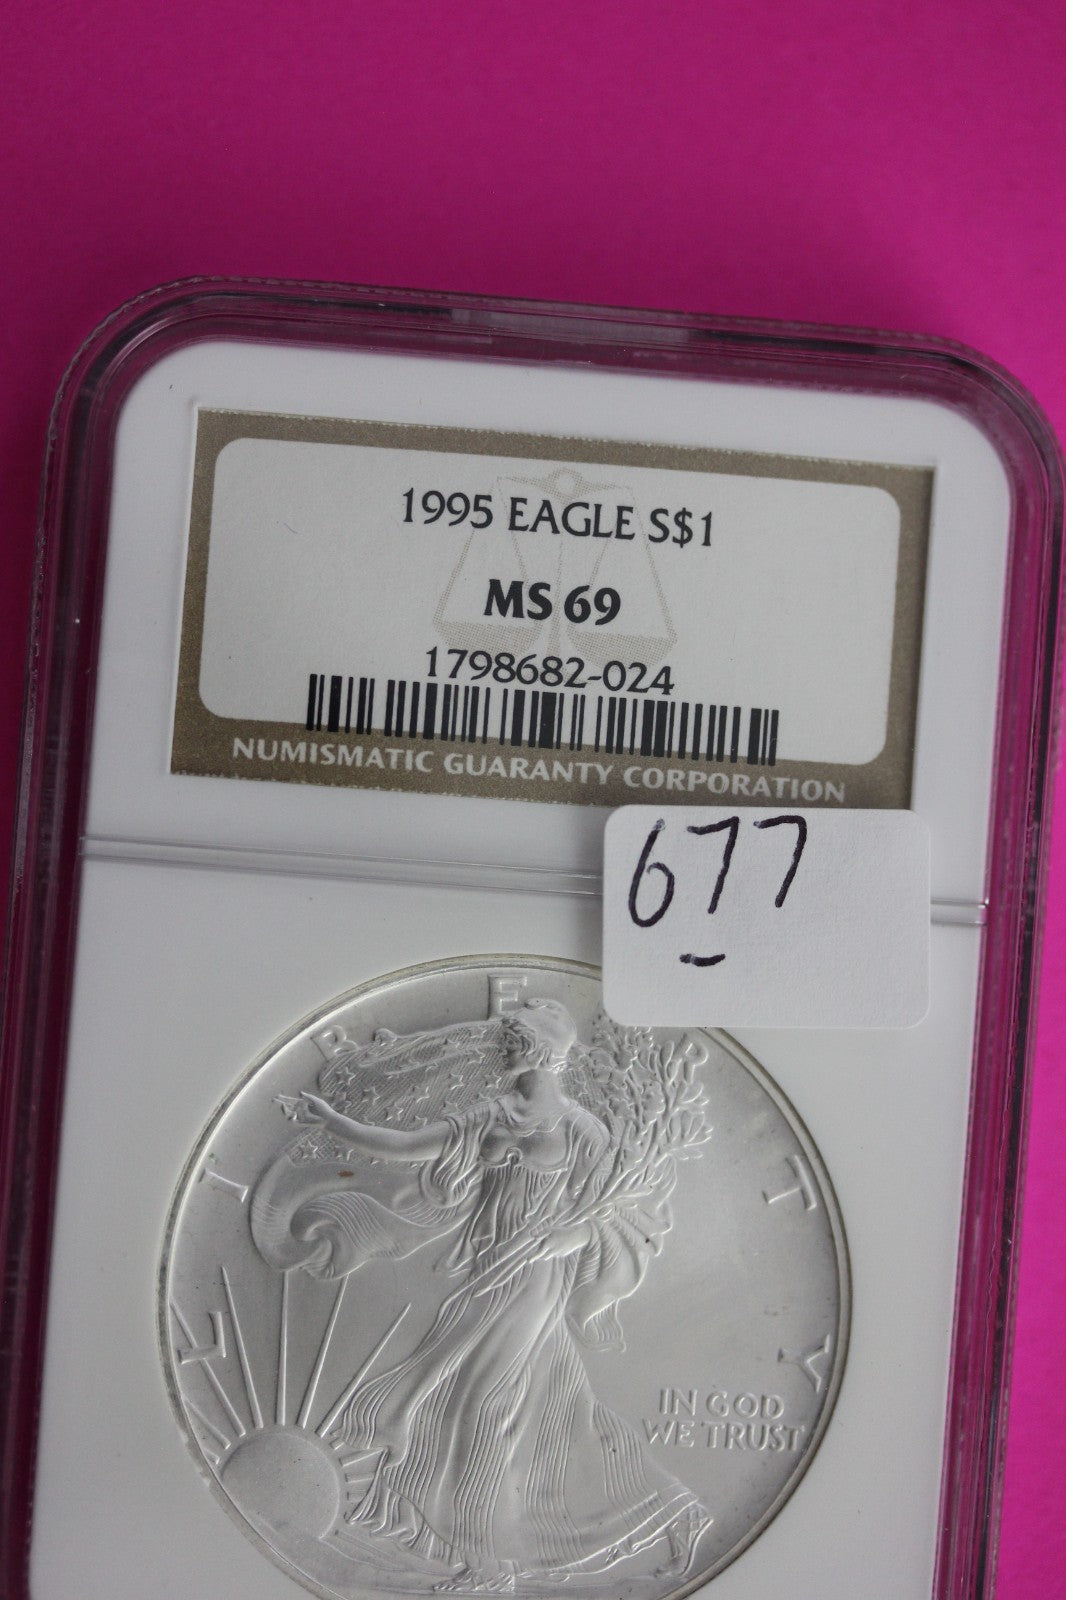 1995 EAGLE S$1
MS 69
1798682-024
NUMISMATIC GUARANTY CORPORATION
677
LIBERTY
IN GOD
WE TRUST